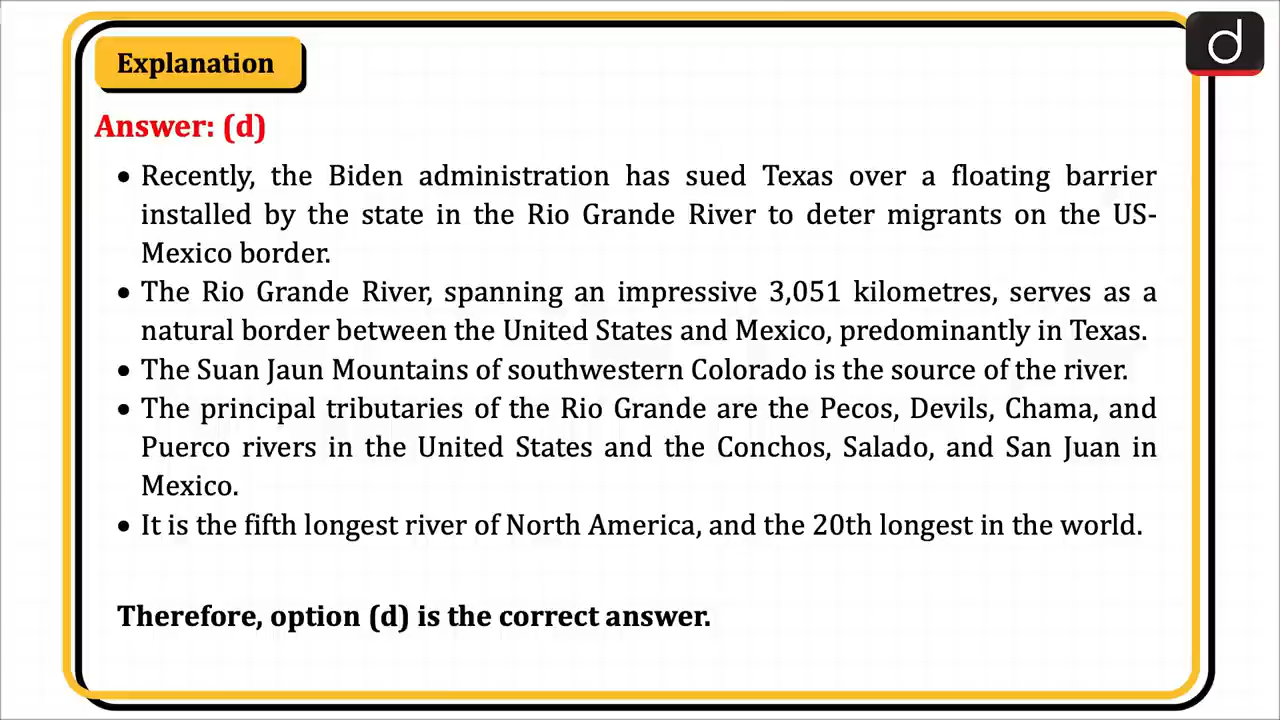 Explanation
d
Answer: (d)
• Recently, the Biden administration has sued Texas over a floating barrier
installed by the state in the Rio Grande River to deter migrants on the US-
Mexico border.
• The Rio Grande River, spanning an impressive 3,051 kilometres, serves as a
natural border between the United States and Mexico, predominantly in Texas.
• The Suan Jaun Mountains of southwestern Colorado is the source of the river.
• The principal tributaries of the Rio Grande are the Pecos, Devils, Chama, and
Puerco rivers in the United States and the Conchos, Salado, and San Juan in
Mexico.
• It is the fifth longest river of North America, and the 20th longest in the world.
Therefore, option (d) is the correct answer.